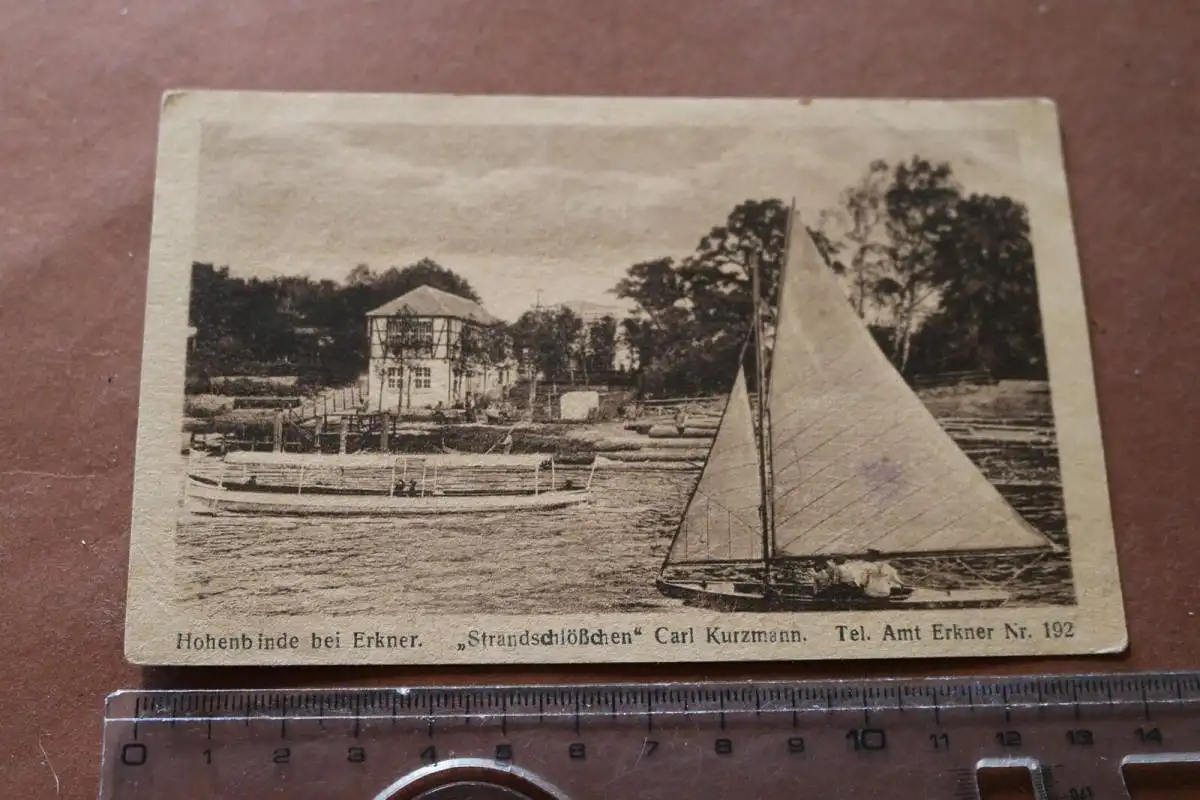 Hohenbinde bei Erkner. „Strandschlößchen“ Carl Kurzmann. Tel. Amt Erkner Nr. 192
0 1 2 3 4 5 6 7 8 9 10 11 12 13 14